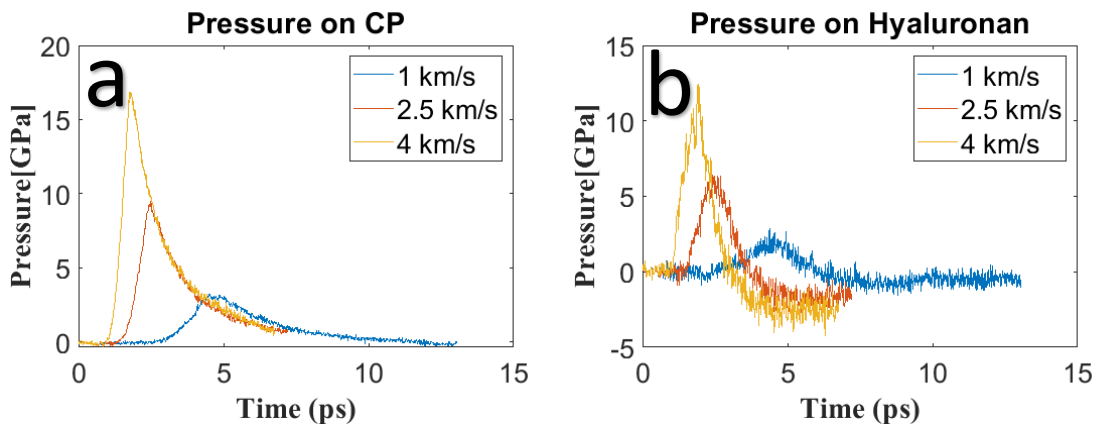 Pressure on CP
a
1 km/s
2.5 km/s
4 km/s
20
15
10
5
0
Pressure[GPa]
0
5
10
15
Time (ps)
Pressure on Hyaluronan
b
1 km/s
2.5 km/s
4 km/s
15
10
5
0
-5
Pressure[GPa]
0
5
10
15
Time (ps)